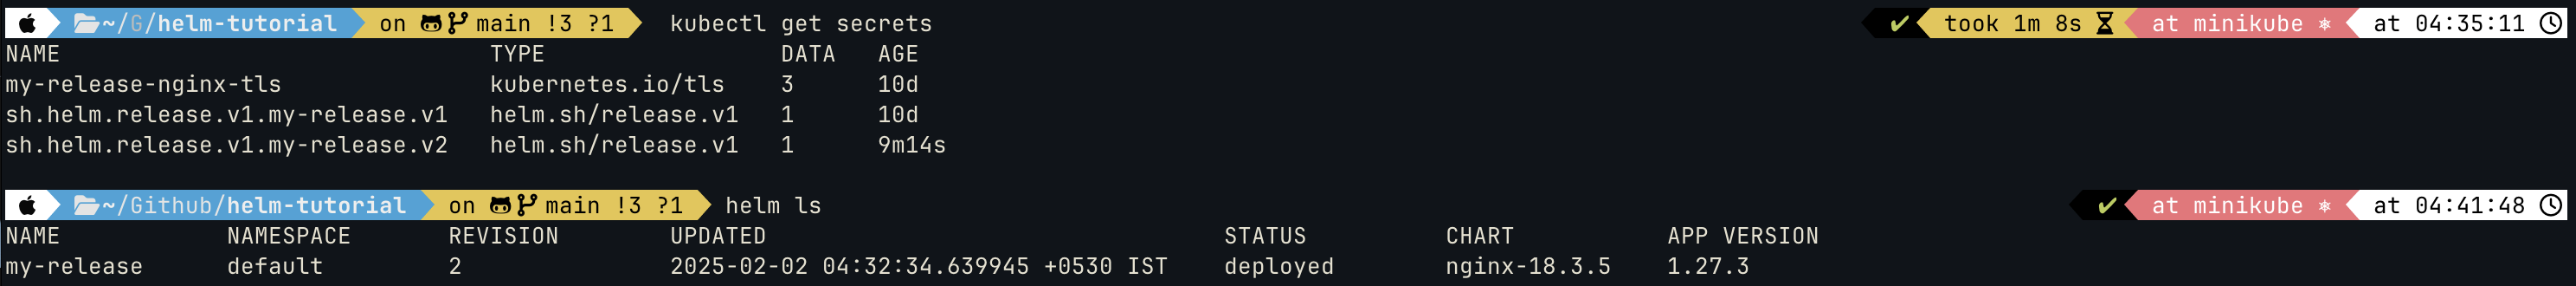 ~/G/helm-tutorial on main !3 ?1 kubectl get secrets ✔ took 1m 8s at minikube ⎈ at 04:35:11
NAME TYPE DATA AGE
my-release-nginx-tls kubernetes.io/tls 3 10d
sh.helm.release.v1.my-release.v1 helm.sh/release.v1 1 10d
sh.helm.release.v1.my-release.v2 helm.sh/release.v1 1 9m14s
~/Github/helm-tutorial on main !3 ?1 helm ls ✔ at minikube ⎈ at 04:41:48
NAME NAMESPACE REVISION UPDATED STATUS CHART APP VERSION
my-release default 2 2025-02-02 04:32:34.639945 +0530 IST deployed nginx-18.3.5 1.27.3